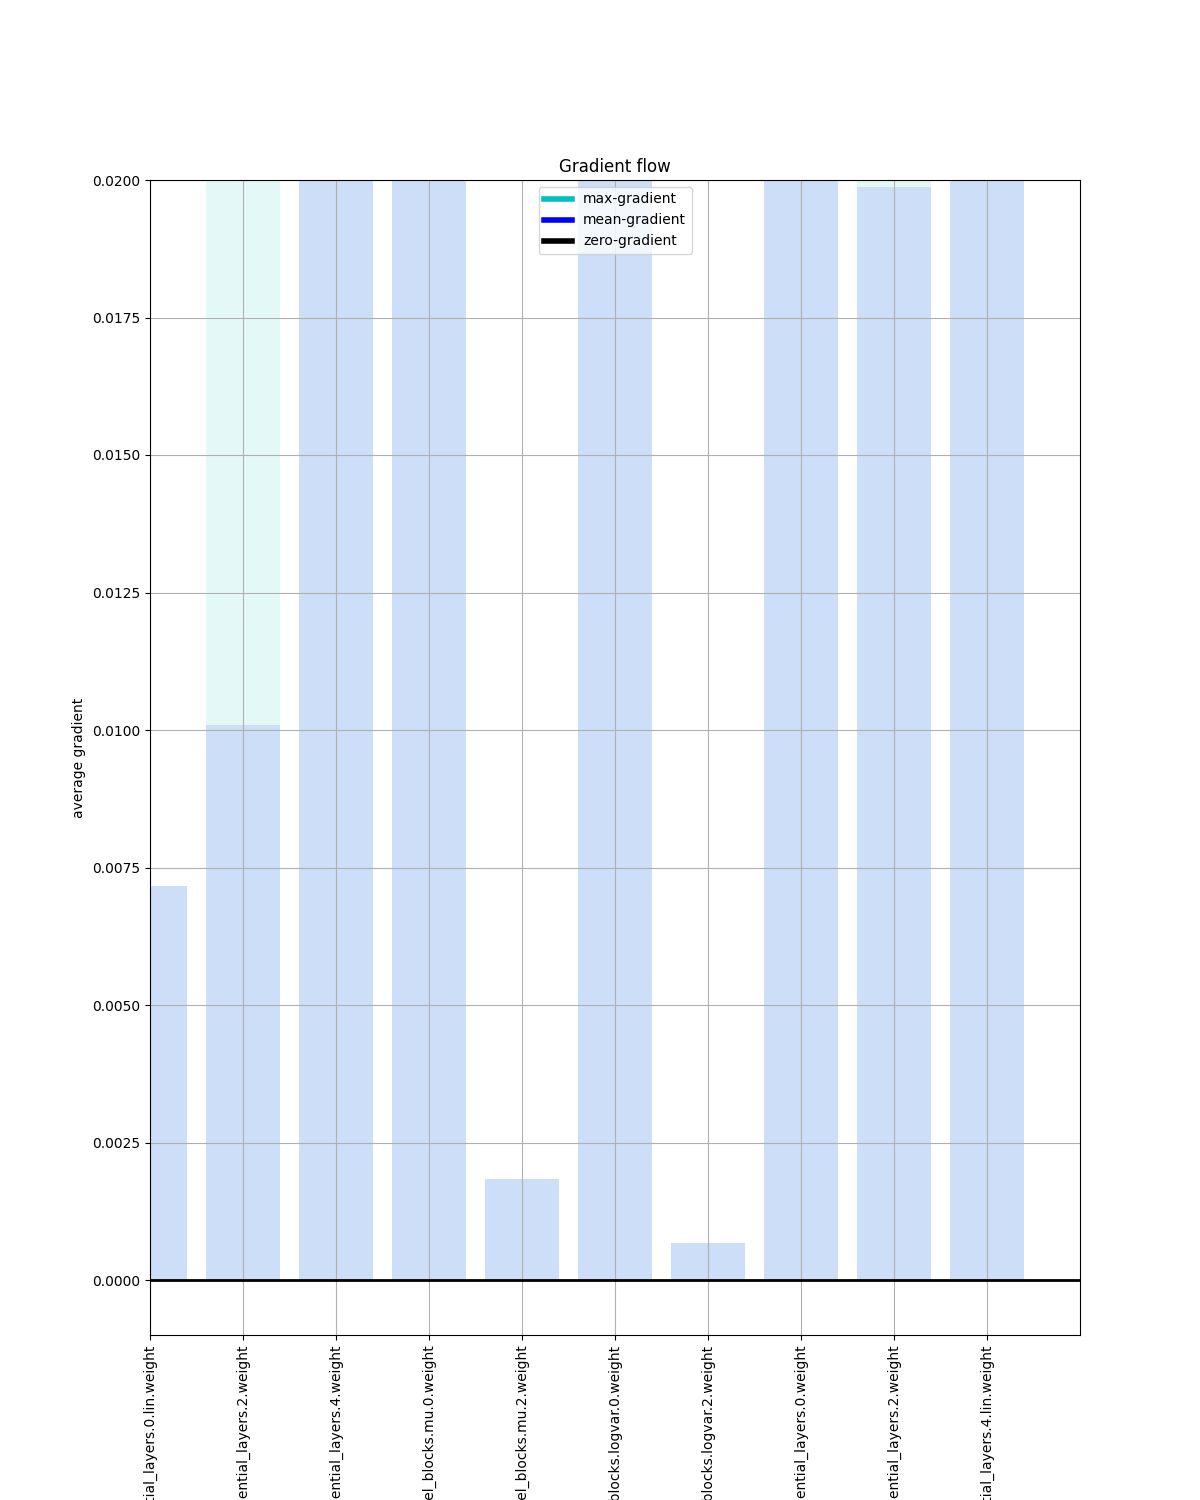 Gradient flow
max-gradient
mean-gradient
zero-gradient
0.0200
0.0175
0.0150
0.0125
0.0100
0.0075
0.0050
0.0025
0.0000
average gradient
tial_layers.0.lin.weight
ential_layers.2.weight
ential_layers.4.weight
el_blocks.mu.0.weight
el_blocks.mu.2.weight
blocks.logvar.0.weight
blocks.logvar.2.weight
ential_layers.0.weight
ential_layers.2.weight
tial_layers.4.lin.weight